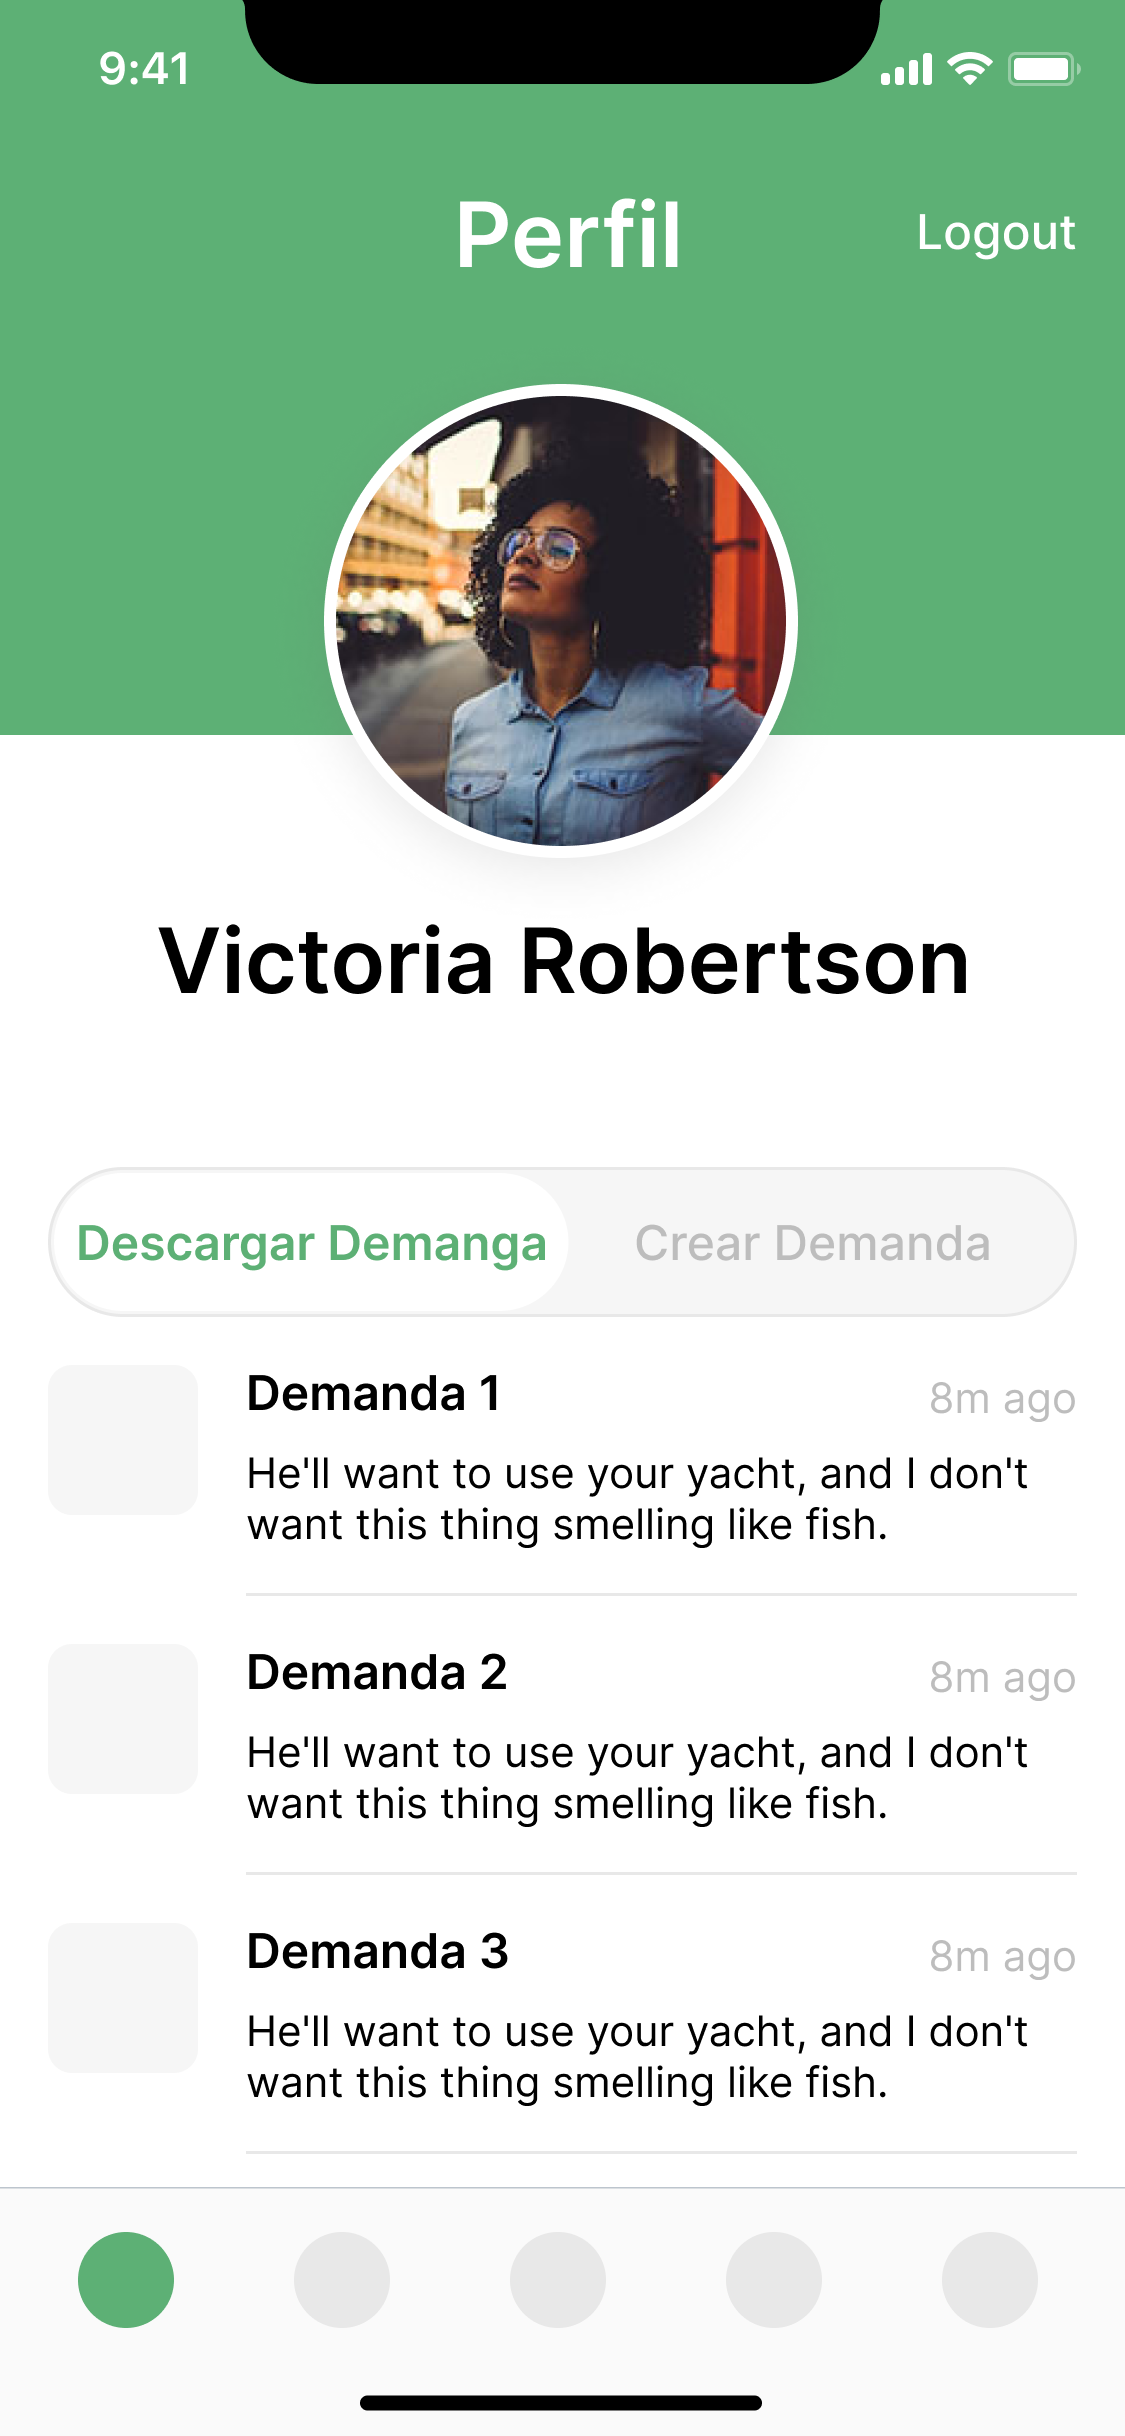 9:41
Perfil
Logout
Victoria Robertson
Descargar Demanga
Crear Demanda
Demanda 1
8m ago
He'll want to use your yacht, and I don't
want this thing smelling like fish.
Demanda 2
8m ago
He'll want to use your yacht, and I don't
want this thing smelling like fish.
Demanda 3
8m ago
He'll want to use your yacht, and I don't
want this thing smelling like fish.